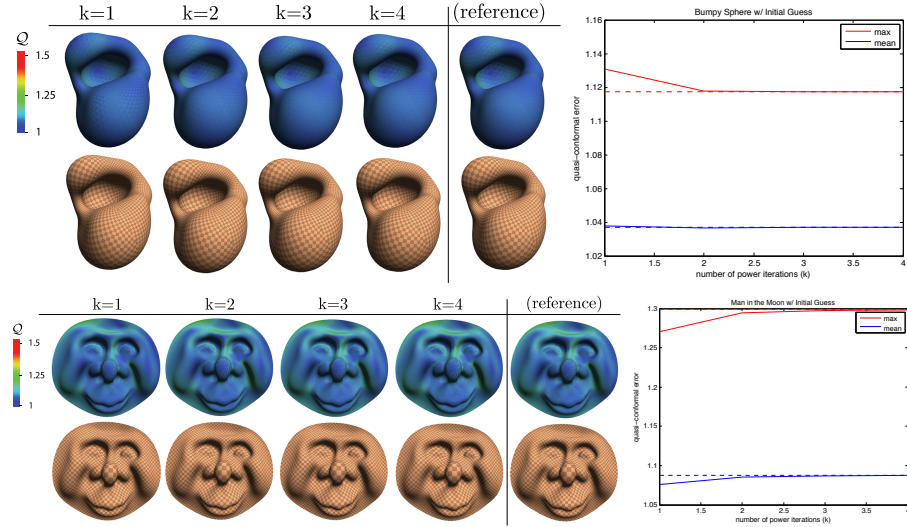 k=1 k=2 k=3 k=4 (reference)
Q
1.5
1.25
1
Bumpy Sphere w/ Initial Guess
max
mean
quasi−conformal error
1.16
1.14
1.12
1.1
1.08
1.06
1.04
1.02
1 1.5 2 2.5 3 3.5 4
number of power iterations (k)
k=1 k=2 k=3 k=4 (reference)
Q
1.5
1.25
1
Man in the Moon w/ Initial Guess
max
mean
quasi−conformal error
1.3
1.25
1.2
1.15
1.1
1.05
1 1.5 2 2.5 3 3.5 4
number of power iterations (k)